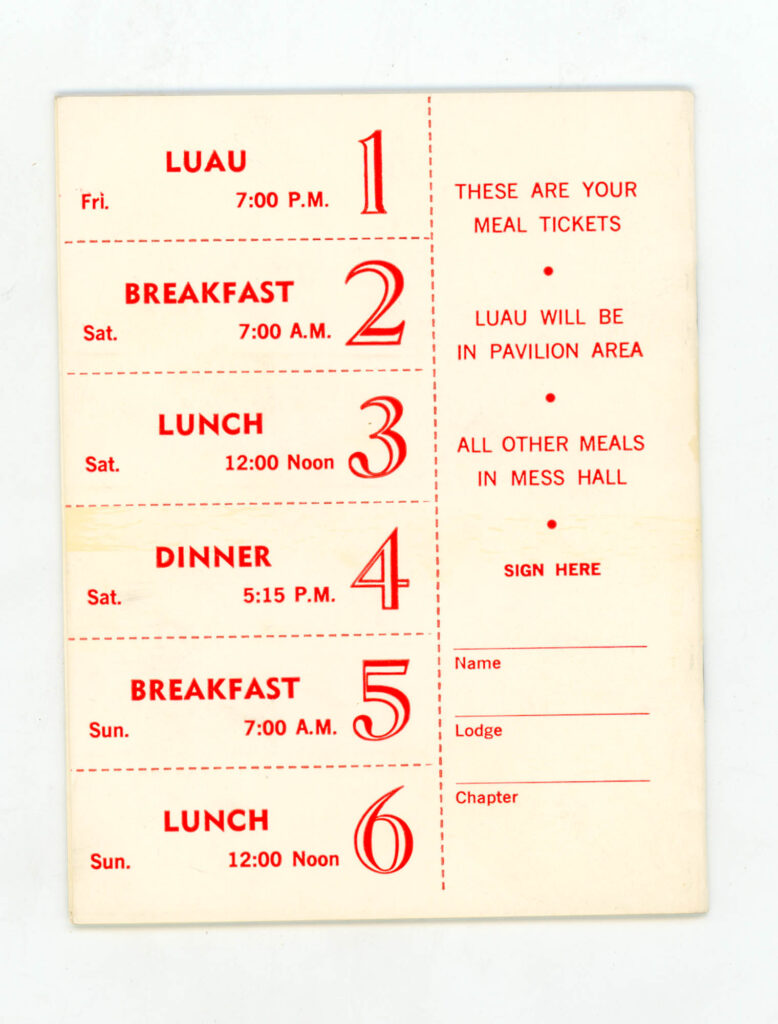 LUAU
Fri. 7:00 P.M.
1
BREAKFAST
Sat. 7:00 A.M.
2
LUNCH
Sat. 12:00 Noon
3
DINNER
Sat. 5:15 P.M.
4
BREAKFAST
Sun. 7:00 A.M.
5
LUNCH
Sun. 12:00 Noon
6
THESE ARE YOUR
MEAL TICKETS
LUAU WILL BE
IN PAVILION AREA
ALL OTHER MEALS
IN MESS HALL
SIGN HERE
Name
Lodge
Chapter